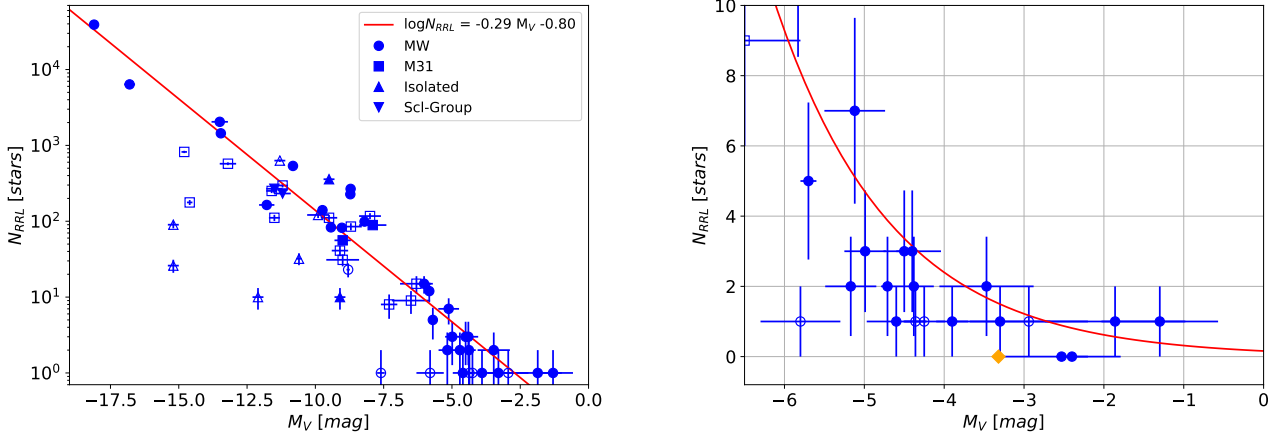 logN_RRL = -0.29 M_V -0.80
MW
M31
Isolated
Scl-Group
10^4
10^3
10^2
10^1
10^0
N_RRL [stars]
−17.5 −15.0 −12.5 −10.0 −7.5 −5.0 −2.5 0.0
M_V [mag]
10
8
6
4
2
0
N_RRL [stars]
−6 −5 −4 −3 −2 −1 0
M_V [mag]